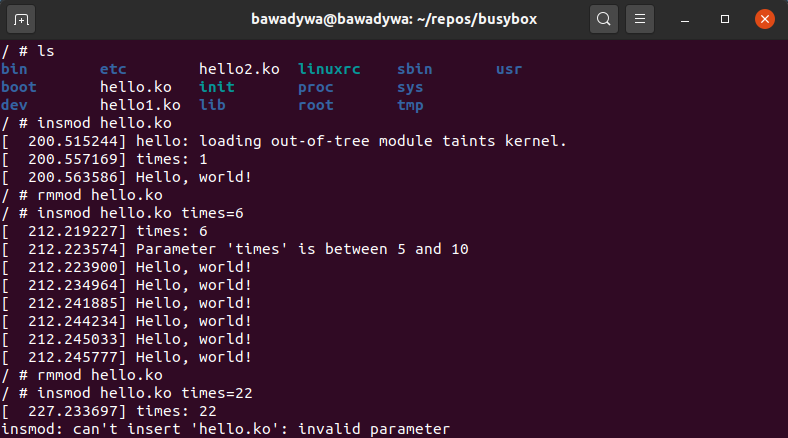 bawadywa@bawadywa: ~/repos/busybox
/ # ls
bin etc hello2.ko linuxrc sbin usr
boot hello.ko init proc sys
dev hello1.ko lib root tmp
/ # insmod hello.ko
[  200.515244] hello: loading out-of-tree module taints kernel.
[  200.557169] times: 1
[  200.563586] Hello, world!
/ # rmmod hello.ko
/ # insmod hello.ko times=6
[  212.219227] times: 6
[  212.223574] Parameter 'times' is between 5 and 10
[  212.223900] Hello, world!
[  212.234964] Hello, world!
[  212.241885] Hello, world!
[  212.244234] Hello, world!
[  212.245033] Hello, world!
[  212.245777] Hello, world!
/ # rmmod hello.ko
/ # insmod hello.ko times=22
[  227.233697] times: 22
insmod: can't insert 'hello.ko': invalid parameter